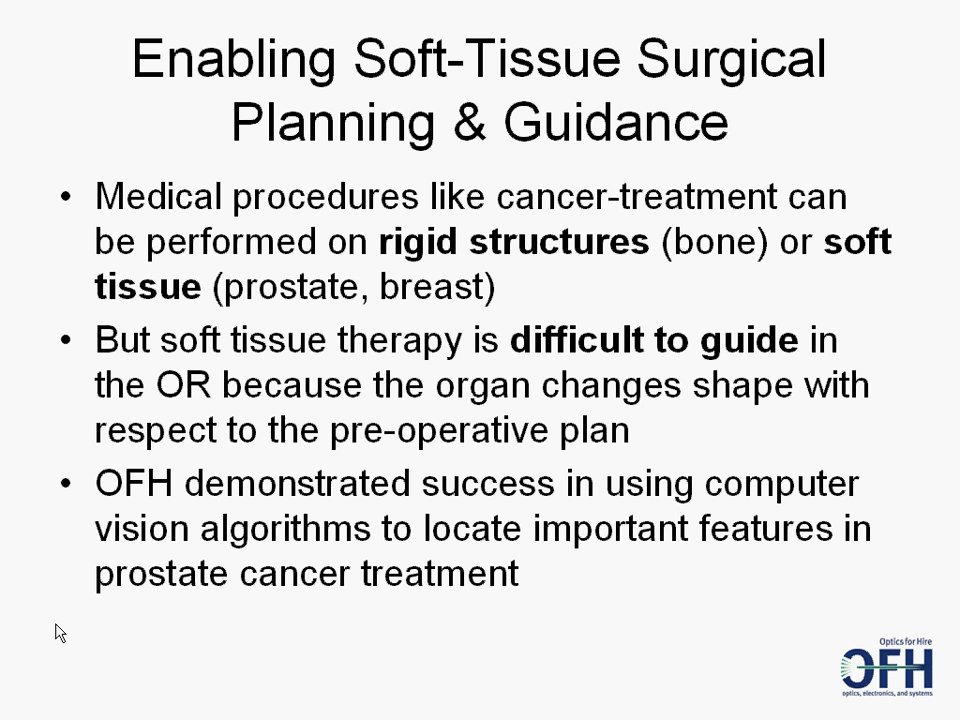 Enabling Soft-Tissue Surgical
Planning & Guidance
• Medical procedures like cancer-treatment can
be performed on rigid structures (bone) or soft
tissue (prostate, breast)
• But soft tissue therapy is difficult to guide in
the OR because the organ changes shape with
respect to the pre-operative plan
• OFH demonstrated success in using computer
vision algorithms to locate important features in
prostate cancer treatment
Optics for Hire
OFH
optics, electronics, and systems